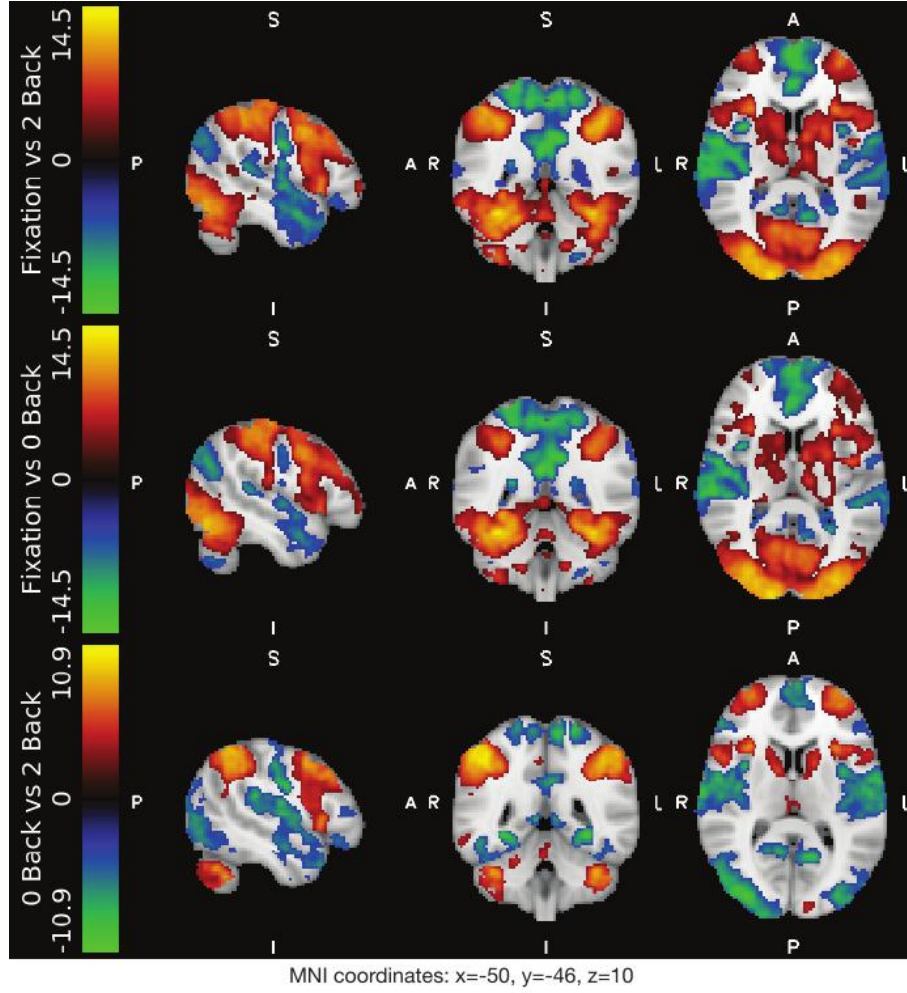 S S A
14.5
Fixation vs 2 Back
0
-14.5
P A R L R L
I I P
S S A
14.5
Fixation vs 0 Back
0
-14.5
P A R L R L
I I P
S S A
10.9
0 Back vs 2 Back
0
-10.9
P A R L R L
I I P
MNI coordinates: x=-50, y=-46, z=10